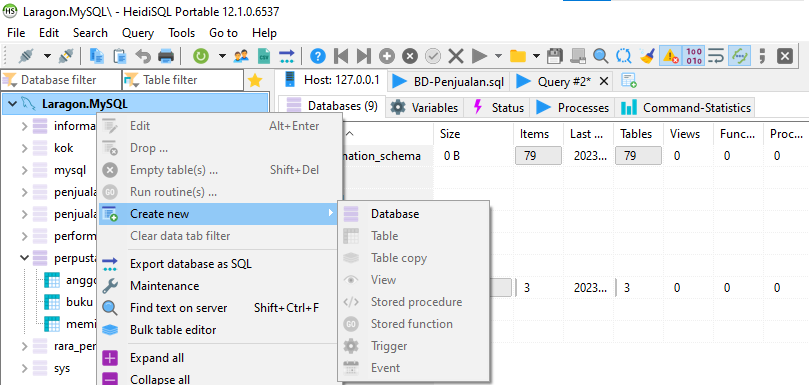 Laragon.MySQL\ - HeidiSQL Portable 12.1.0.6537
File Edit Search Query Tools Go to Help
Database filter Table filter Host: 127.0.0.1 BD-Penjualan.sql Query #2*
Laragon.MySQL Databases (9) Variables Status Processes Command-Statistics
Size Items Last ... Tables Views Func... Proc...
informa
mation_schema 0 B 79 2023... 79 0 0 0
kok
mysql
penjual
penjuala
perform
perpusta
anggo
buku
memi
rara_per
sys
Edit Alt+Enter
Drop ...
Empty table(s) ... Shift+Del
Run routine(s) ...
Create new
Clear data tab filter
Export database as SQL
Maintenance
Find text on server Shift+Ctrl+F
Bulk table editor
Expand all
Collapse all
Database
Table
Table copy
View
Stored procedure
Stored function
Trigger
Event
3 2023... 3 0 0 0